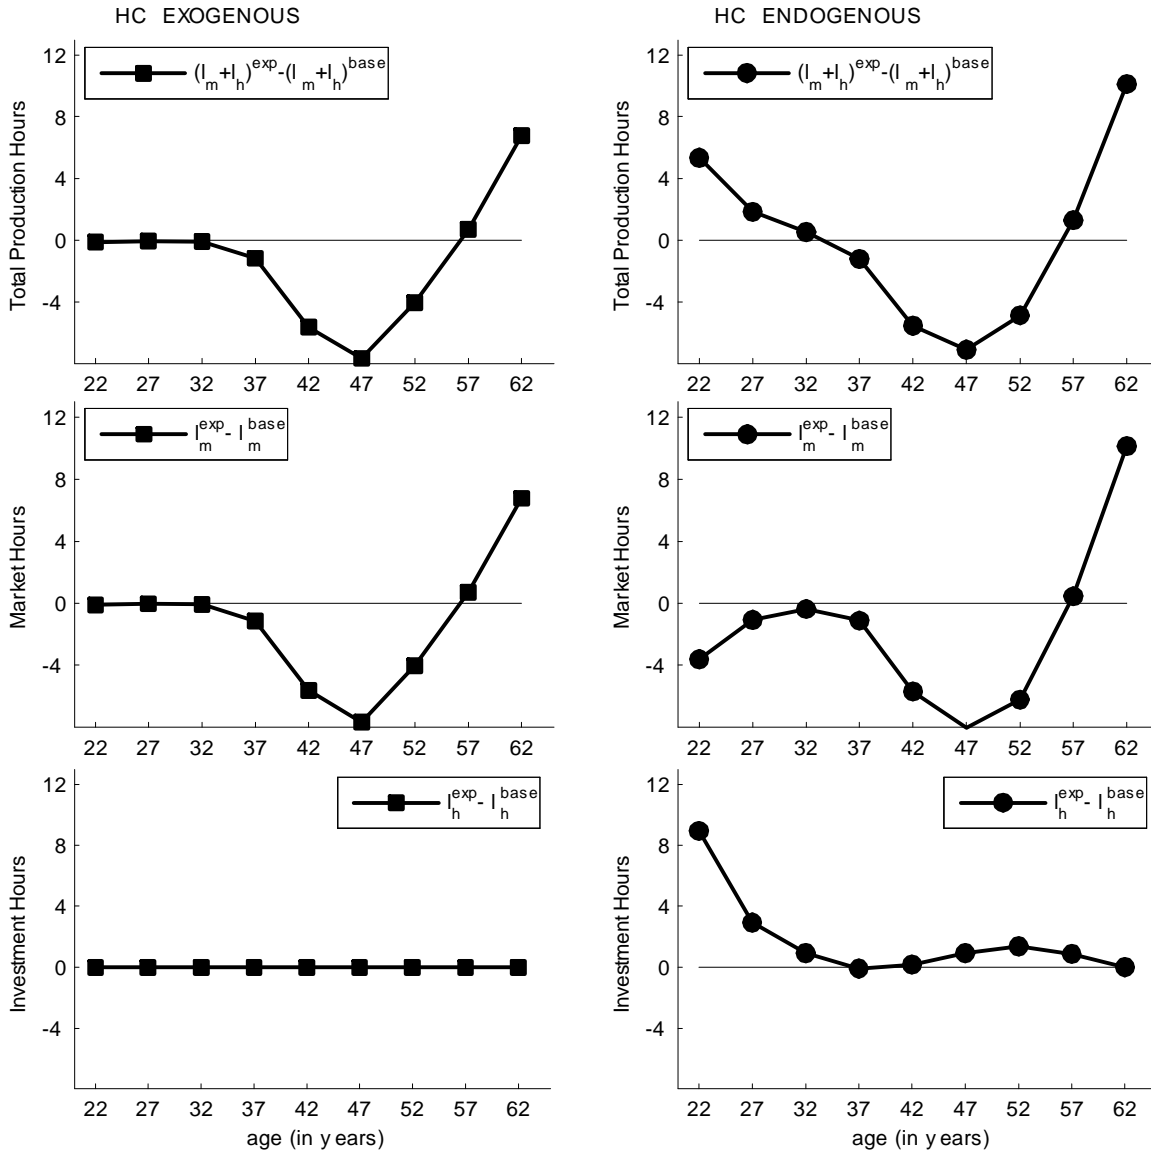 HC EXOGENOUS
HC ENDOGENOUS
Total Production Hours
12
8
4
0
-4
(l_m+l_h)^exp-(l_m+l_h)^base
22 27 32 37 42 47 52 57 62
Total Production Hours
12
8
4
0
-4
(l_m+l_h)^exp-(l_m+l_h)^base
22 27 32 37 42 47 52 57 62
Market Hours
12
8
4
0
-4
l_m^exp- l_m^base
22 27 32 37 42 47 52 57 62
Market Hours
12
8
4
0
-4
l_m^exp- l_m^base
22 27 32 37 42 47 52 57 62
Investment Hours
12
8
4
0
-4
l_h^exp- l_h^base
22 27 32 37 42 47 52 57 62
age (in y ears)
Investment Hours
12
8
4
0
-4
l_h^exp- l_h^base
22 27 32 37 42 47 52 57 62
age (in y ears)